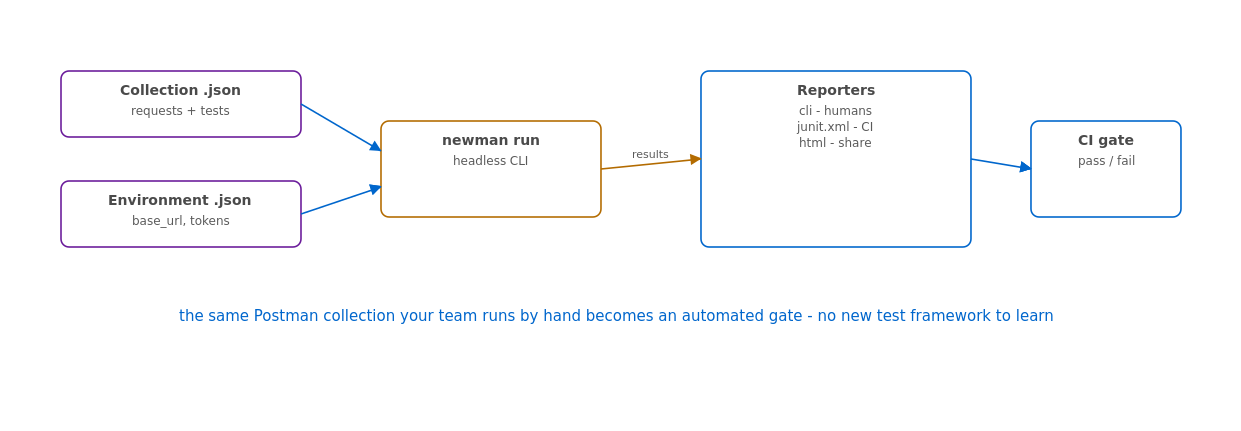 Collection .json
requests + tests
Environment .json
base_url, tokens
newman run
headless CLI
results
Reporters
cli - humans
junit.xml - CI
html - share
CI gate
pass / fail
the same Postman collection your team runs by hand becomes an automated gate - no new test framework to learn